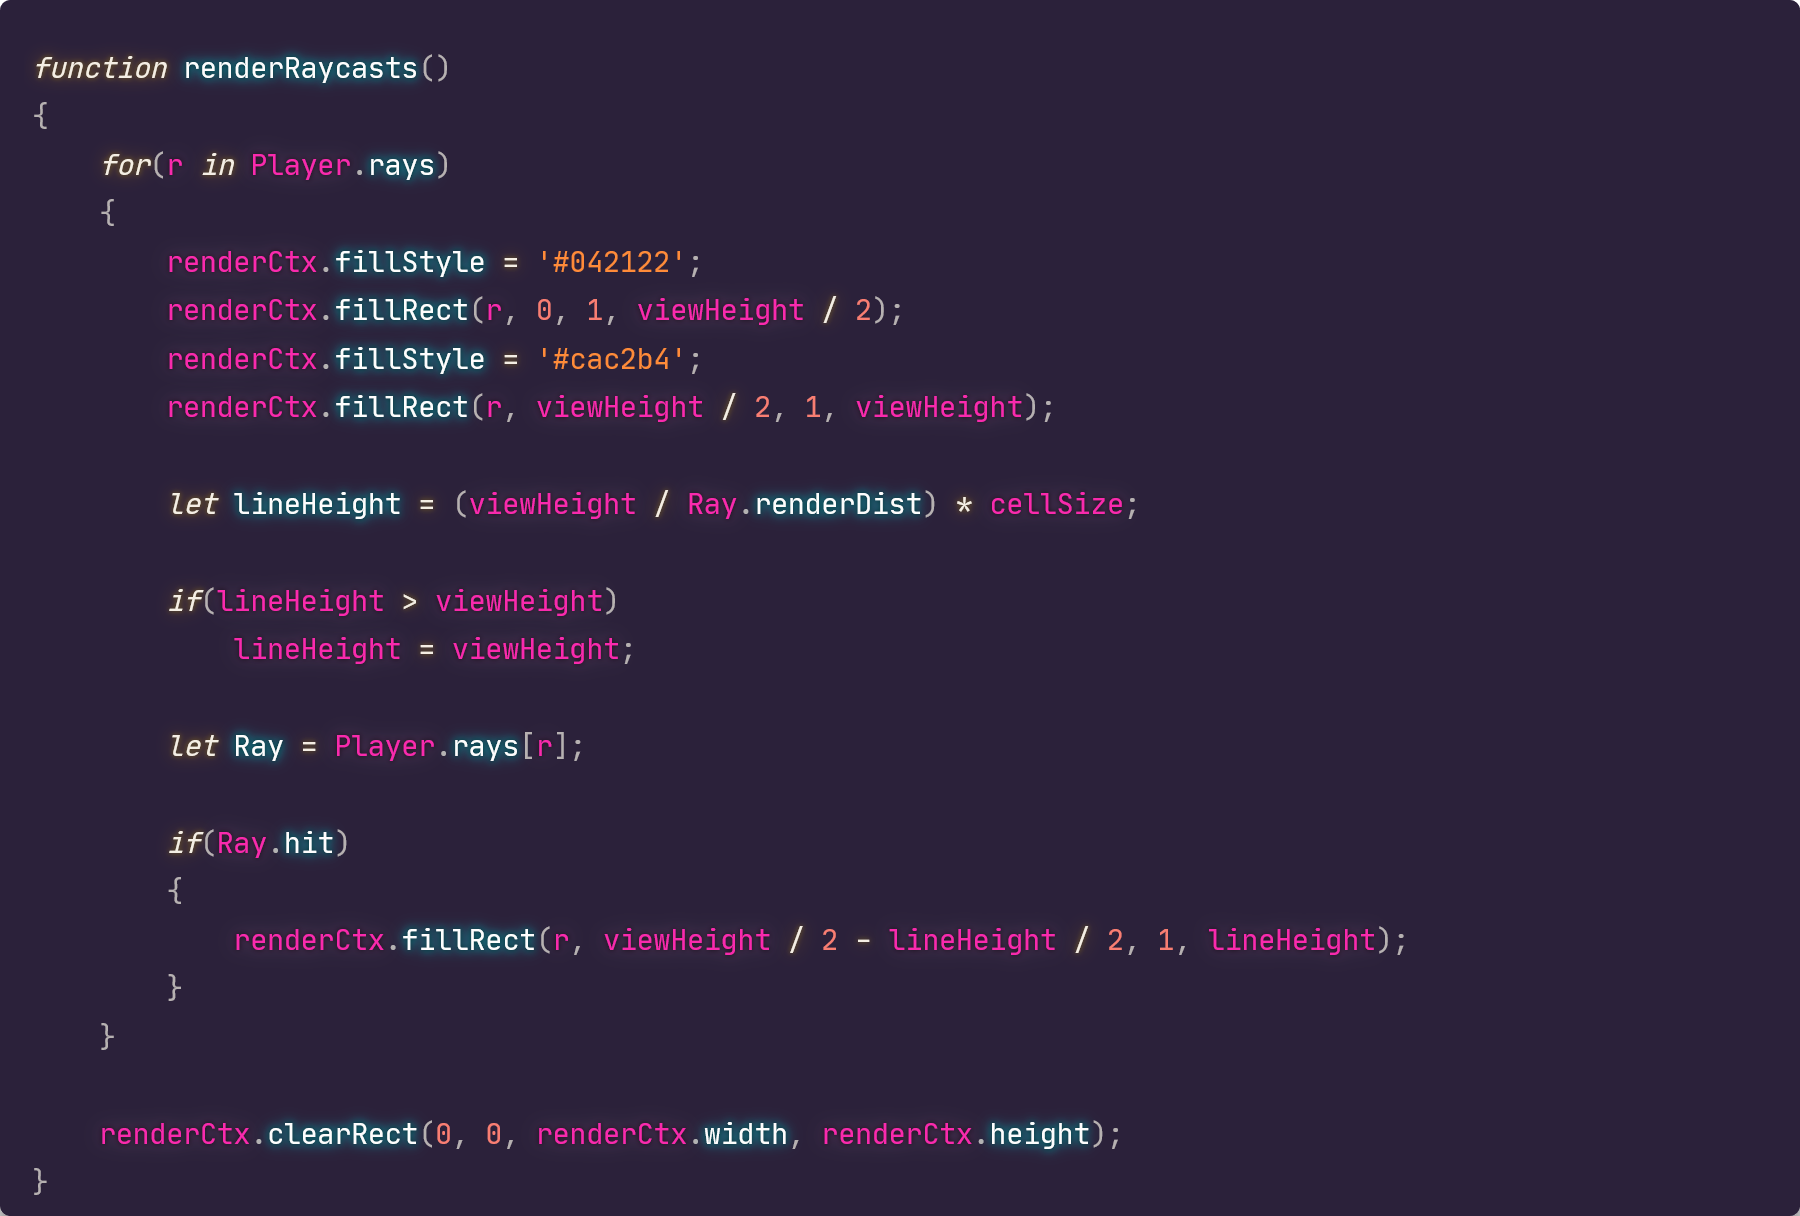 function renderRaycasts()
{
    for(r in Player.rays)
    {
        renderCtx.fillStyle = '#042122';
        renderCtx.fillRect(r, 0, 1, viewHeight / 2);
        renderCtx.fillStyle = '#cac2b4';
        renderCtx.fillRect(r, viewHeight / 2, 1, viewHeight);

        let lineHeight = (viewHeight / Ray.renderDist) * cellSize;

        if(lineHeight > viewHeight)
            lineHeight = viewHeight;

        let Ray = Player.rays[r];

        if(Ray.hit)
        {
            renderCtx.fillRect(r, viewHeight / 2 - lineHeight / 2, 1, lineHeight);
        }
    }

    renderCtx.clearRect(0, 0, renderCtx.width, renderCtx.height);
}